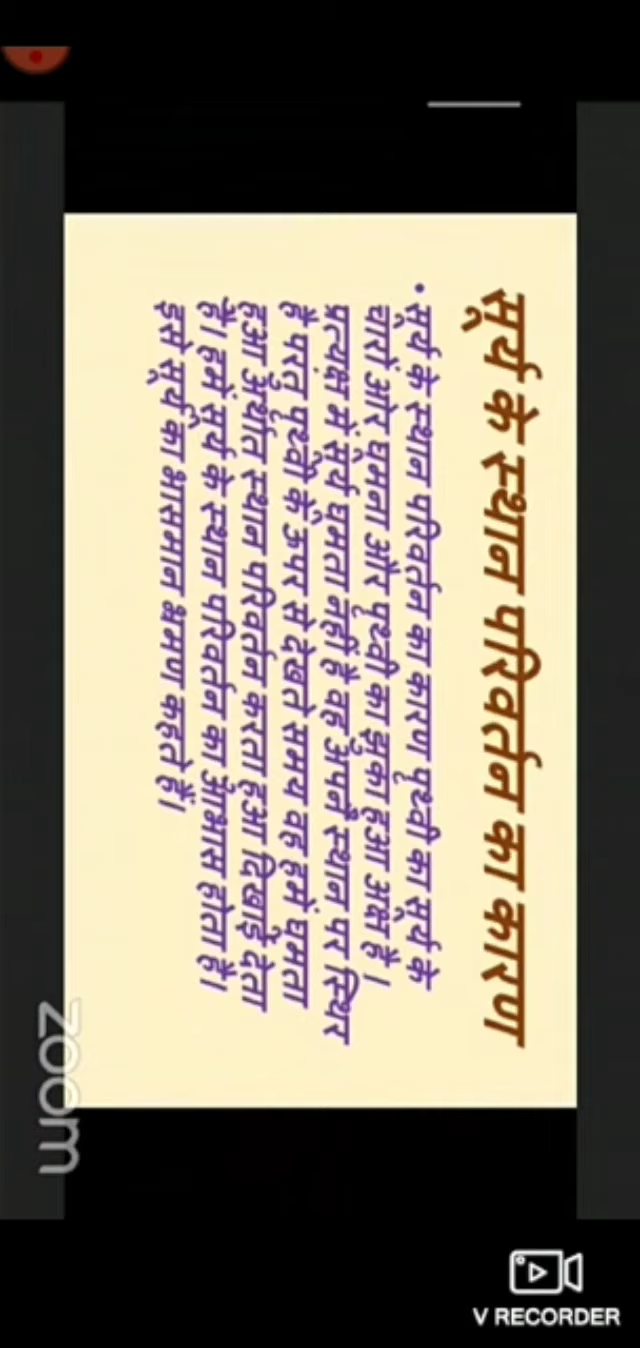 सूर्य के स्थान परिवर्तन का कारण
• सूर्य के स्थान परिवर्तन का कारण पृथ्वी का सूर्य के
चारों ओर घूमना और पृथ्वी का झुका हुआ अक्ष है ।
प्रत्यक्ष में सूर्य घूमता नहीं है वह अपने स्थान पर स्थिर
है परंतु पृथ्वी के ऊपर से देखते समय वह हमें घूमता
हुआ अर्थात स्थान परिवर्तन करता हुआ दिखाई देता
हैं। हमें सूर्य के स्थान परिवर्तन का आभास होता हैं।
इसे सूर्य का भासमान भ्रमण कहते हैं।
zoom
V RECORDER